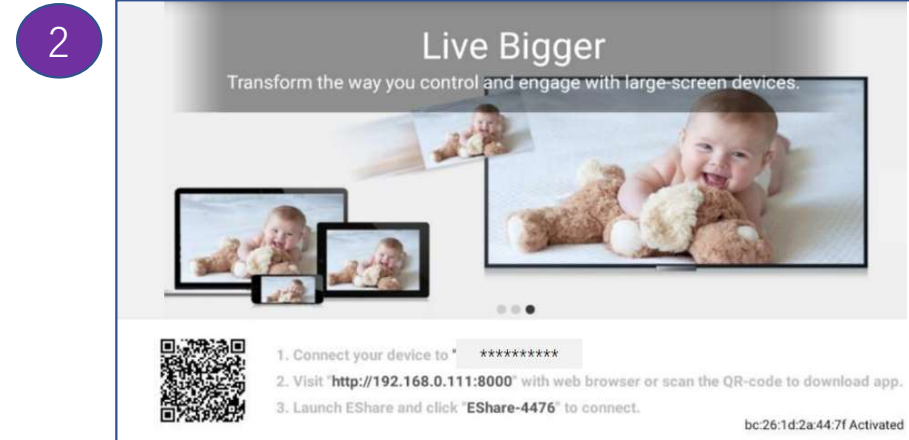 2
Live Bigger
Transform the way you control and engage with large-screen devices.
1. Connect your device to " **********
2. Visit "http://192.168.0.111:8000" with web browser or scan the QR-code to download app.
3. Launch EShare and click "EShare-4476" to connect.
bc:26:1d:2a:44:7f Activated